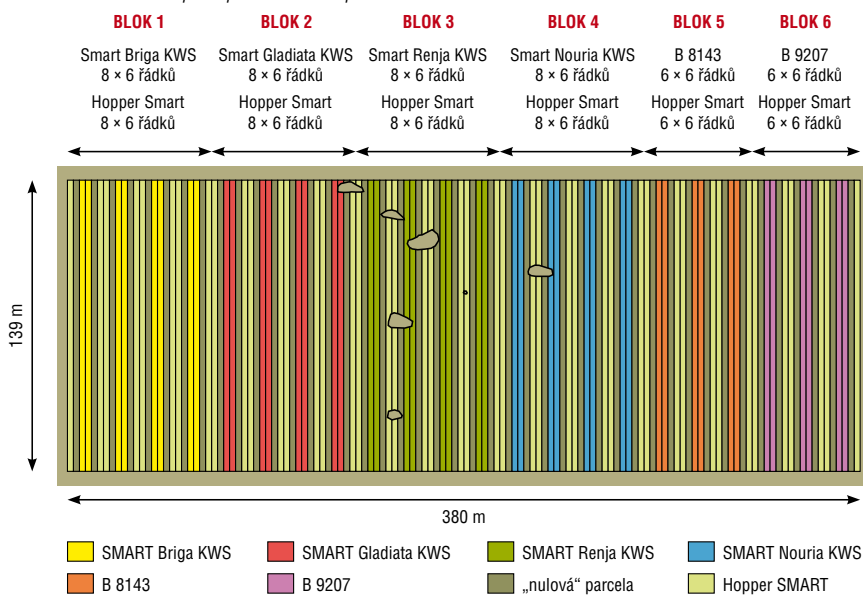 BLOK 1 BLOK 2 BLOK 3 BLOK 4 BLOK 5 BLOK 6
Smart Briga KWS Smart Gladiata KWS Smart Renja KWS Smart Nouria KWS B 8143 B 9207
8 × 6 řádků 8 × 6 řádků 8 × 6 řádků 8 × 6 řádků 6 × 6 řádků 6 × 6 řádků
Hopper Smart Hopper Smart Hopper Smart Hopper Smart Hopper Smart Hopper Smart
8 × 6 řádků 8 × 6 řádků 8 × 6 řádků 8 × 6 řádků 6 × 6 řádků 6 × 6 řádků
139 m
380 m
SMART Briga KWS SMART Gladiata KWS SMART Renja KWS SMART Nouria KWS
B 8143 B 9207 „nulová“ parcela Hopper SMART